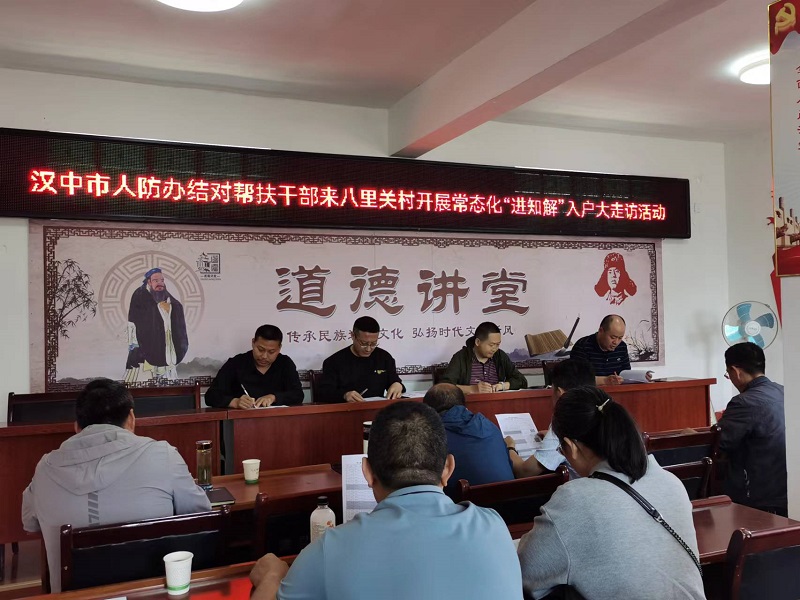 汉中市人防办结对帮扶干部来八里关村开展常态化“进知解”入户大走访活动
道德讲堂
传承民族 文化 弘扬时代文 风